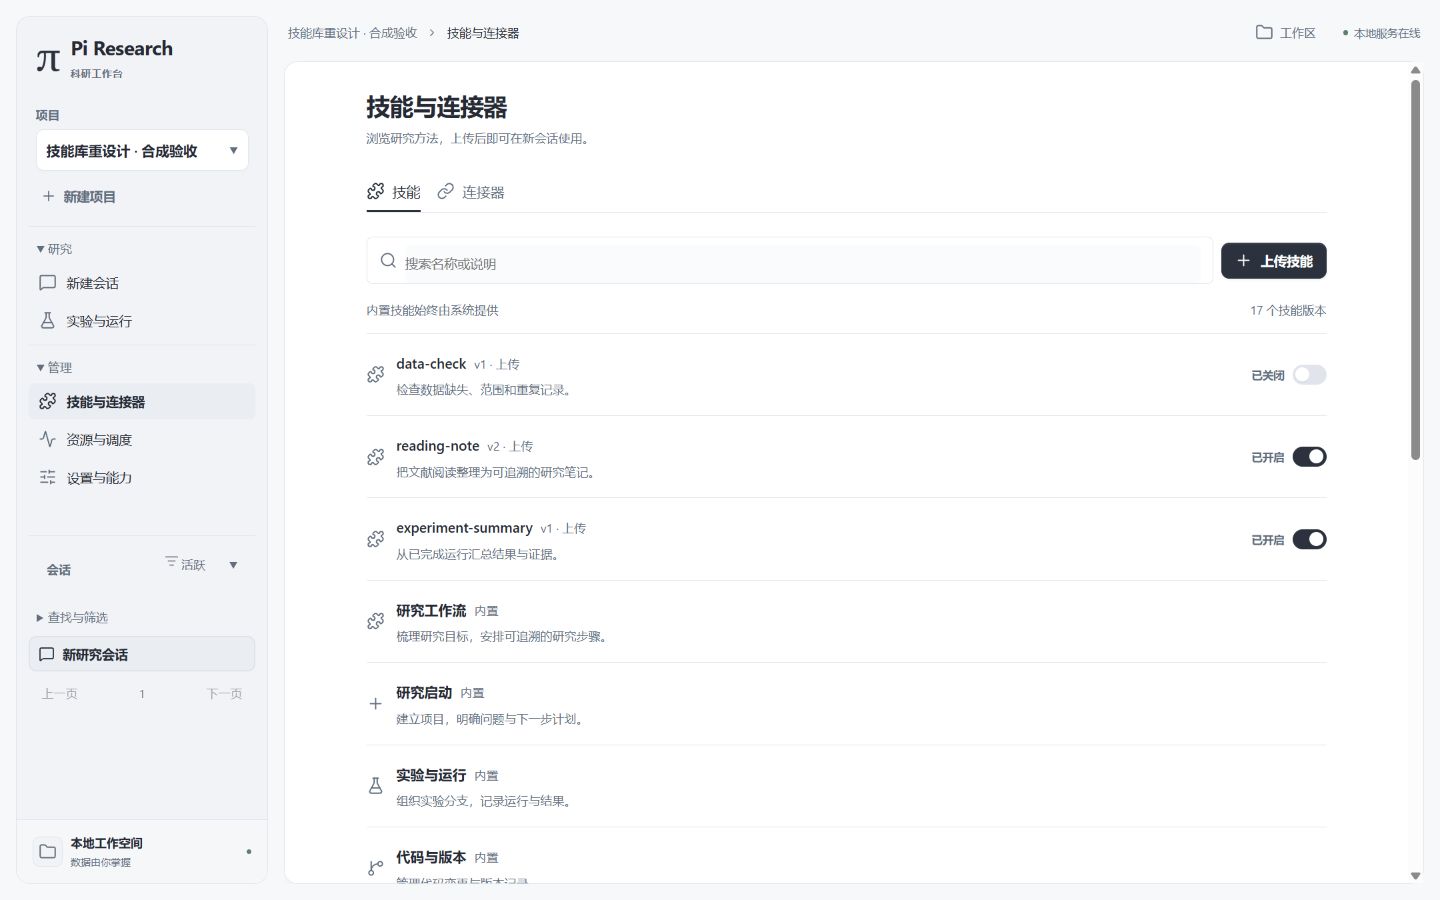 π Pi Research
科研工作台
项目
技能库重设计 · 合成验收
新建项目
研究
新建会话
实验与运行
管理
技能与连接器
资源与调度
设置与能力
会话
活跃
查找与筛选
新研究会话
上一页 1 下一页
本地工作空间
数据由你掌握
技能库重设计 · 合成验收 › 技能与连接器
工作区
本地服务在线
技能与连接器
浏览研究方法，上传后即可在新会话使用。
技能 连接器
搜索名称或说明
上传技能
内置技能始终由系统提供
17 个技能版本
data-check v1 · 上传
检查数据缺失、范围和重复记录。
已关闭
reading-note v2 · 上传
把文献阅读整理为可追溯的研究笔记。
已开启
experiment-summary v1 · 上传
从已完成运行汇总结果与证据。
已开启
研究工作流 内置
梳理研究目标，安排可追溯的研究步骤。
研究启动 内置
建立项目，明确问题与下一步计划。
实验与运行 内置
组织实验分支，记录运行与结果。
代码与版本 内置
管理代码变更与版本记录